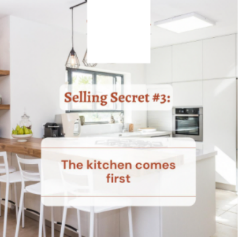 Selling Secret #3:
The kitchen comes
first